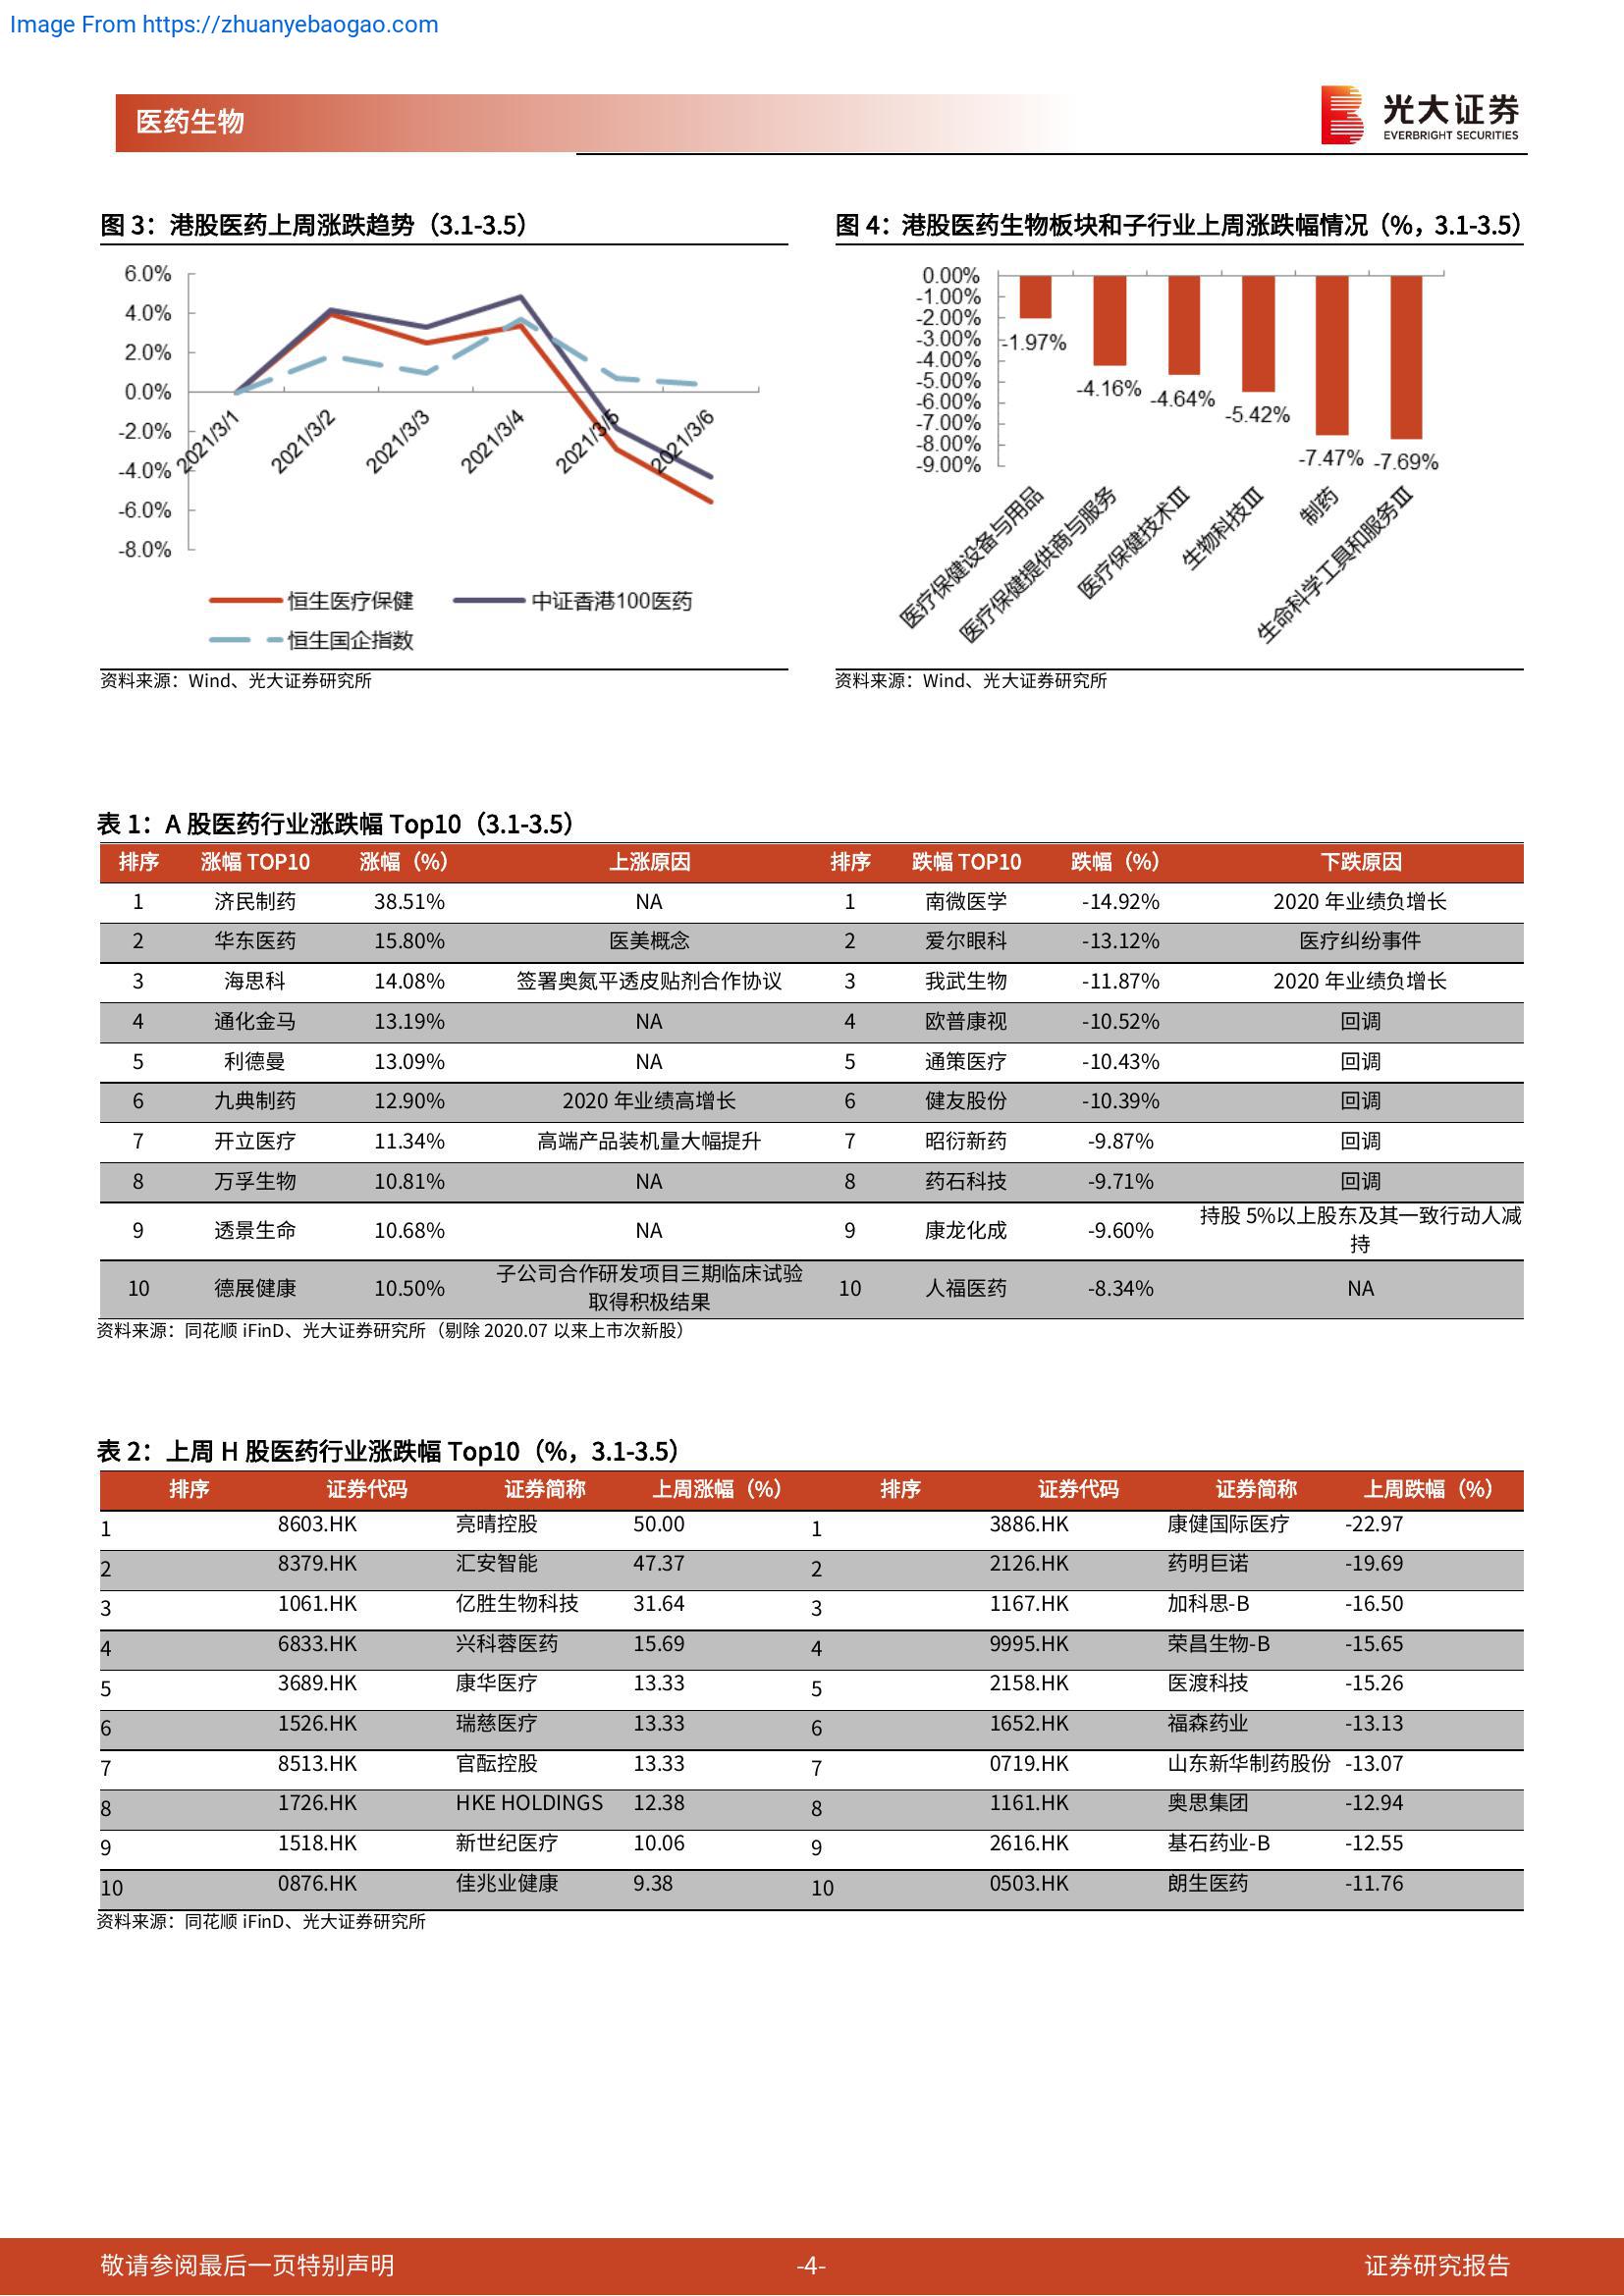 Image From https://zhuanyebaogao.com
医药生物
光大证券
EVERBRIGHT SECURITIES
图 3：港股医药上周涨跌趋势（3.1-3.5）
6.0%
4.0%
2.0%
0.0%
-2.0%
-4.0%
-6.0%
-8.0%
2021/3/1
2021/3/2
2021/3/3
2021/3/4
2021/3/5
2021/3/6
恒生医疗保健
中证香港100医药
恒生国企指数
资料来源：Wind、光大证券研究所
图 4：港股医药生物板块和子行业上周涨跌幅情况（%，3.1-3.5）
0.00%
-1.00%
-2.00%
-3.00%
-4.00%
-5.00%
-6.00%
-7.00%
-8.00%
-9.00%
-1.97%
-4.16%
-4.64%
-5.42%
-7.47%
-7.69%
医疗保健设备与用品
医疗保健提供商与服务
医疗保健技术Ⅲ
生物科技Ⅲ
制药
生命科学工具和服务Ⅲ
资料来源：Wind、光大证券研究所
表 1：A 股医药行业涨跌幅 Top10（3.1-3.5）
排序 涨幅 TOP10 涨幅（%） 上涨原因 排序 跌幅 TOP10 跌幅（%） 下跌原因
1 济民制药 38.51% NA 1 南微医学 -14.92% 2020 年业绩负增长
2 华东医药 15.80% 医美概念 2 爱尔眼科 -13.12% 医疗纠纷事件
3 海思科 14.08% 签署奥氮平透皮贴剂合作协议 3 我武生物 -11.87% 2020 年业绩负增长
4 通化金马 13.19% NA 4 欧普康视 -10.52% 回调
5 利德曼 13.09% NA 5 通策医疗 -10.43% 回调
6 九典制药 12.90% 2020 年业绩高增长 6 健友股份 -10.39% 回调
7 开立医疗 11.34% 高端产品装机量大幅提升 7 昭衍新药 -9.87% 回调
8 万孚生物 10.81% NA 8 药石科技 -9.71% 回调
9 透景生命 10.68% NA 9 康龙化成 -9.60% 持股 5%以上股东及其一致行动人减
持
10 德展健康 10.50% 子公司合作研发项目三期临床试验
取得积极结果 10 人福医药 -8.34% NA
资料来源：同花顺 iFinD、光大证券研究所（剔除 2020.07 以来上市次新股）
表 2：上周 H 股医药行业涨跌幅 Top10（%，3.1-3.5）
排序 证券代码 证券简称 上周涨幅（%） 排序 证券代码 证券简称 上周跌幅（%）
1 8603.HK 亮晴控股 50.00 1 3886.HK 康健国际医疗 -22.97
2 8379.HK 汇安智能 47.37 2 2126.HK 药明巨诺 -19.69
3 1061.HK 亿胜生物科技 31.64 3 1167.HK 加科思-B -16.50
4 6833.HK 兴科蓉医药 15.69 4 9995.HK 荣昌生物-B -15.65
5 3689.HK 康华医疗 13.33 5 2158.HK 医渡科技 -15.26
6 1526.HK 瑞慈医疗 13.33 6 1652.HK 福森药业 -13.13
7 8513.HK 官酝控股 13.33 7 0719.HK 山东新华制药股份 -13.07
8 1726.HK HKE HOLDINGS 12.38 8 1161.HK 奥思集团 -12.94
9 1518.HK 新世纪医疗 10.06 9 2616.HK 基石药业-B -12.55
10 0876.HK 佳兆业健康 9.38 10 0503.HK 朗生医药 -11.76
资料来源：同花顺 iFinD、光大证券研究所
敬请参阅最后一页特别声明 -4- 证券研究报告